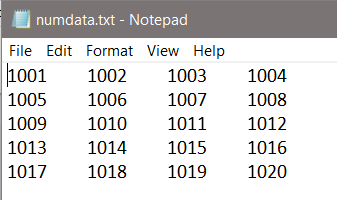 numdata.txt - Notepad
File Edit Format View Help
1001 1002 1003 1004
1005 1006 1007 1008
1009 1010 1011 1012
1013 1014 1015 1016
1017 1018 1019 1020